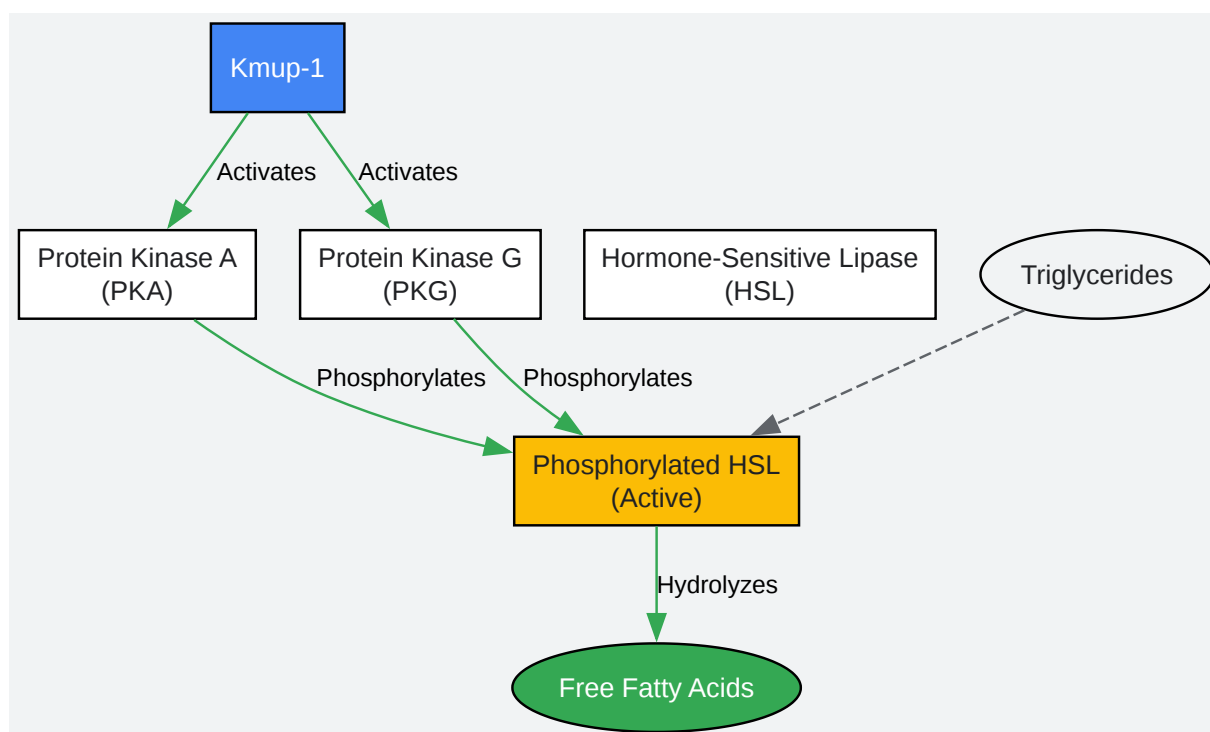 Kmup-1
Activates
Activates
Protein Kinase A
(PKA)
Protein Kinase G
(PKG)
Hormone-Sensitive Lipase
(HSL)
Triglycerides
Phosphorylates
Phosphorylates
Phosphorylated HSL
(Active)
Hydrolyzes
Free Fatty Acids